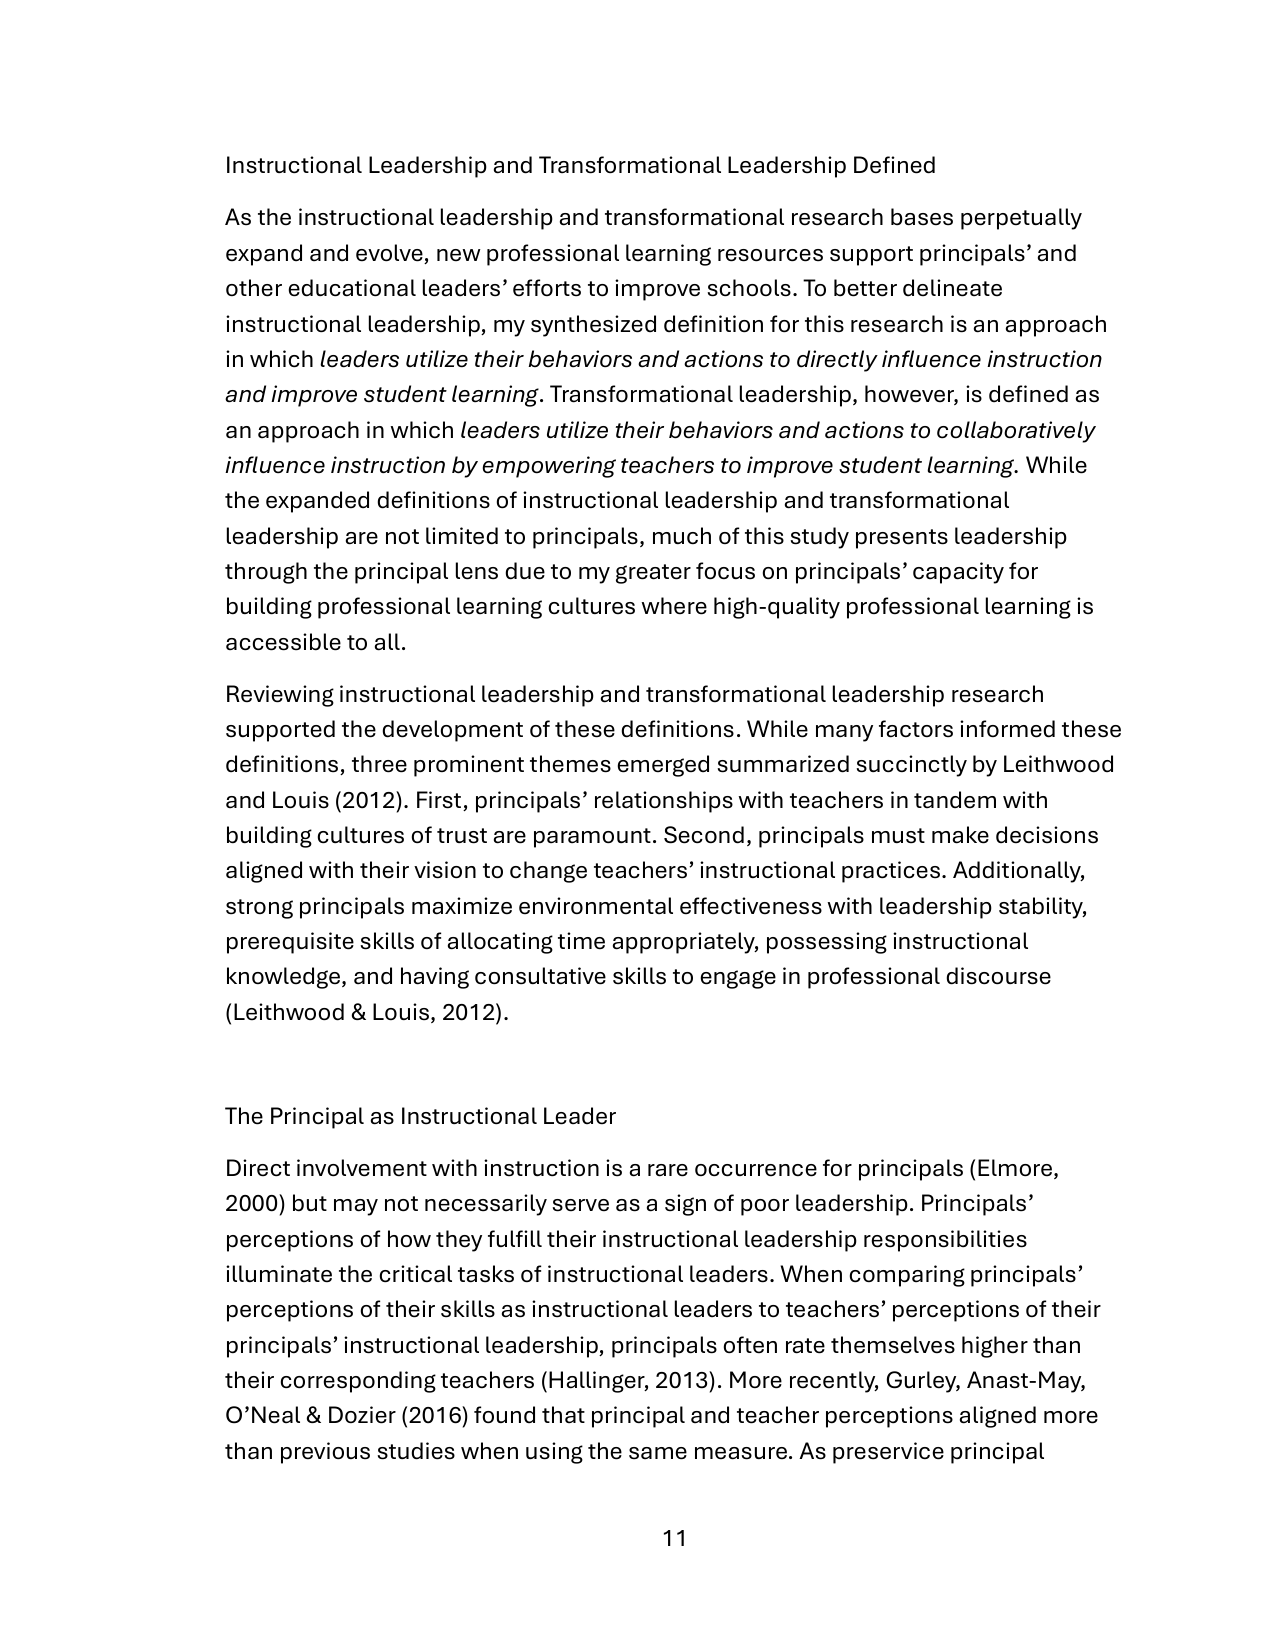 Instructional Leadership and Transformational Leadership Defined
As the instructional leadership and transformational research bases perpetually
expand and evolve, new professional learning resources support principals’ and
other educational leaders’ efforts to improve schools. To better delineate
instructional leadership, my synthesized definition for this research is an approach
in which leaders utilize their behaviors and actions to directly influence instruction
and improve student learning. Transformational leadership, however, is defined as
an approach in which leaders utilize their behaviors and actions to collaboratively
influence instruction by empowering teachers to improve student learning. While
the expanded definitions of instructional leadership and transformational
leadership are not limited to principals, much of this study presents leadership
through the principal lens due to my greater focus on principals’ capacity for
building professional learning cultures where high-quality professional learning is
accessible to all.
Reviewing instructional leadership and transformational leadership research
supported the development of these definitions. While many factors informed these
definitions, three prominent themes emerged summarized succinctly by Leithwood
and Louis (2012). First, principals’ relationships with teachers in tandem with
building cultures of trust are paramount. Second, principals must make decisions
aligned with their vision to change teachers’ instructional practices. Additionally,
strong principals maximize environmental effectiveness with leadership stability,
prerequisite skills of allocating time appropriately, possessing instructional
knowledge, and having consultative skills to engage in professional discourse
(Leithwood & Louis, 2012).
The Principal as Instructional Leader
Direct involvement with instruction is a rare occurrence for principals (Elmore,
2000) but may not necessarily serve as a sign of poor leadership. Principals’
perceptions of how they fulfill their instructional leadership responsibilities
illuminate the critical tasks of instructional leaders. When comparing principals’
perceptions of their skills as instructional leaders to teachers’ perceptions of their
principals’ instructional leadership, principals often rate themselves higher than
their corresponding teachers (Hallinger, 2013). More recently, Gurley, Anast-May,
O’Neal & Dozier (2016) found that principal and teacher perceptions aligned more
than previous studies when using the same measure. As preservice principal
11